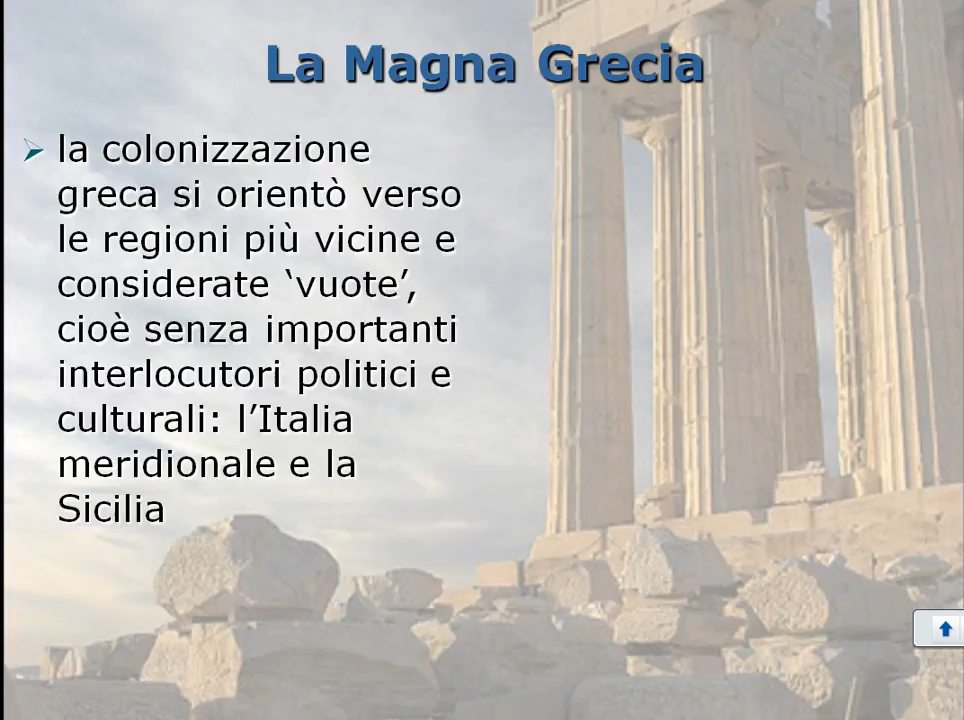 La Magna Grecia
la colonizzazione
greca si orientò verso
le regioni più vicine e
considerate ‘vuote’,
cioè senza importanti
interlocutori politici e
culturali: l’Italia
meridionale e la
Sicilia